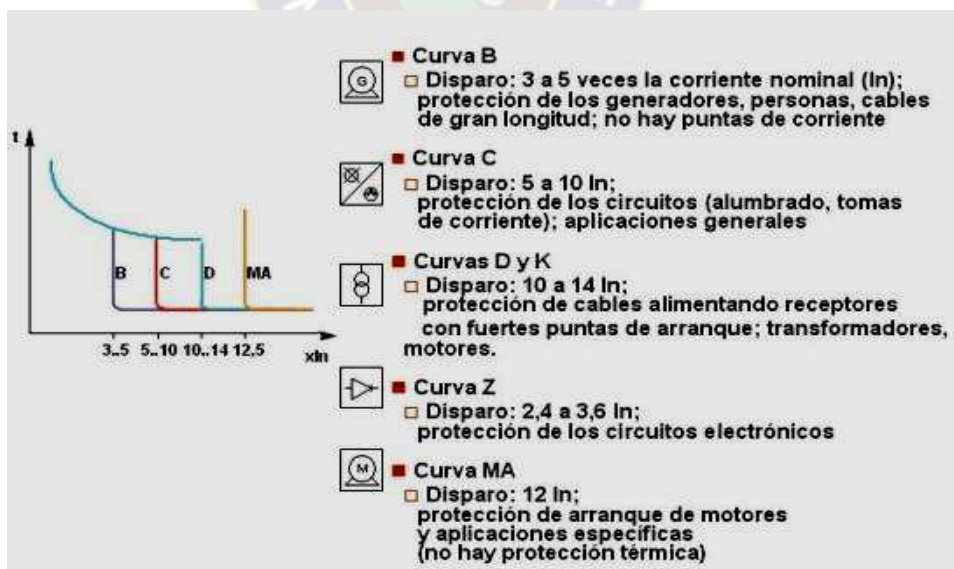 Curva B
Disparo: 3 a 5 veces la corriente nominal (In);
protección de los generadores, personas, cables
de gran longitud; no hay puntas de corriente
Curva C
Disparo: 5 a 10 In;
protección de los circuitos (alumbrado, tomas
de corriente); aplicaciones generales
Curvas D y K
Disparo: 10 a 14 In;
protección de cables alimentando receptores
con fuertes puntas de arranque; transformadores,
motores.
Curva Z
Disparo: 2,4 a 3,6 In;
protección de los circuitos electrónicos
Curva MA
Disparo: 12 In;
protección de arranque de motores
y aplicaciones específicas
(no hay protección térmica)
t
B C D MA
3..5 5..10 10..14 12,5 xIn
G
M